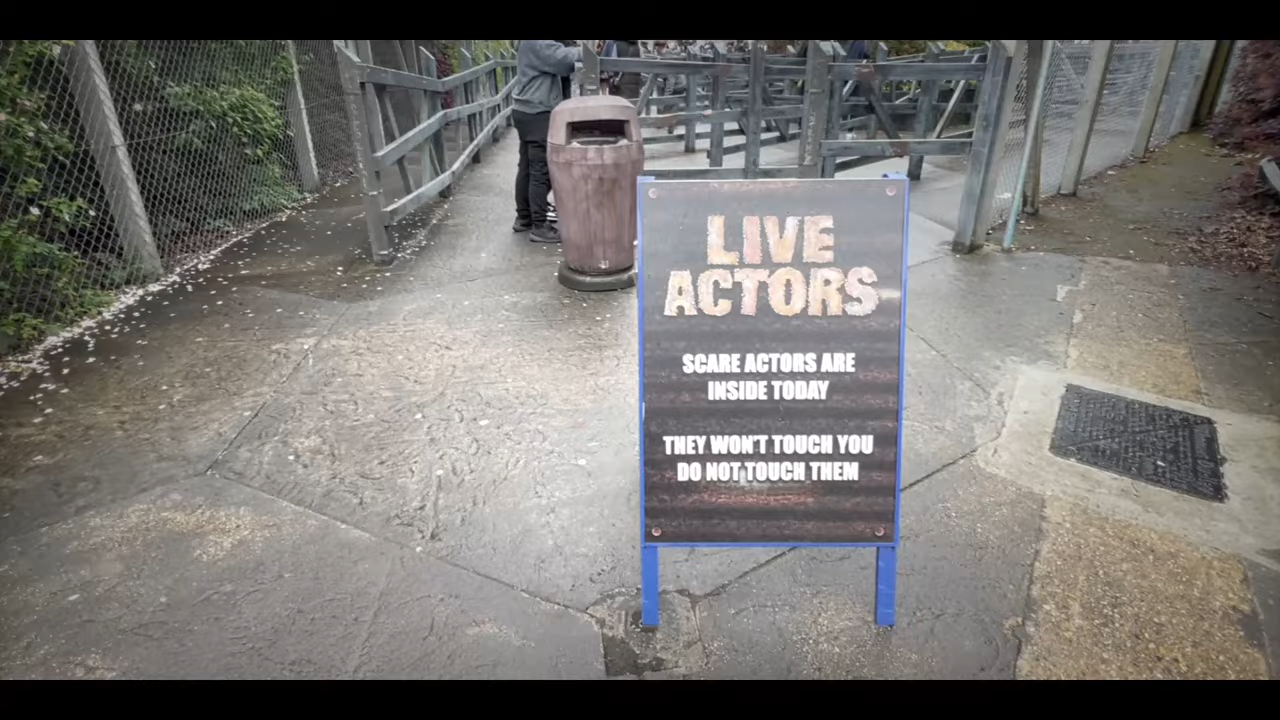 LIVE
ACTORS
SCARE ACTORS ARE
INSIDE TODAY
THEY WON'T TOUCH YOU
DO NOT TOUCH THEM